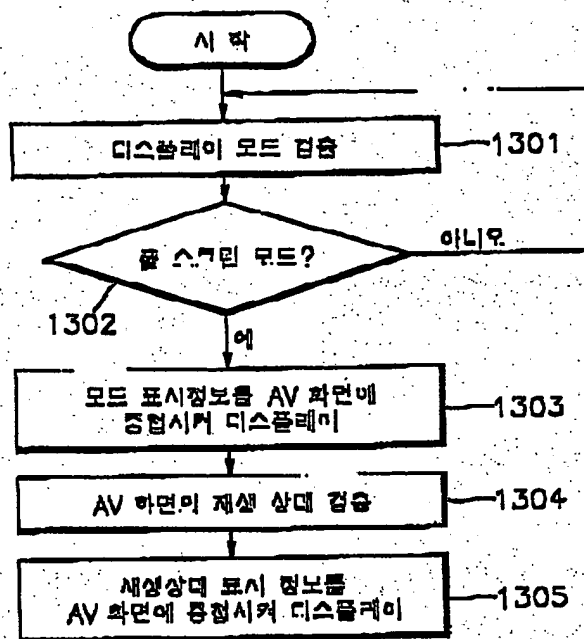 시 작
디스플레이 모드 검출
1301
풀 스크린 모드?
아니오
1302
예
모드 표시정보를 AV 화면에
중첩시켜 디스플레이
1303
AV 화면의 재생 상태 검출
1304
재생상태 표시 정보를
AV 화면에 중첩시켜 디스플레이
1305